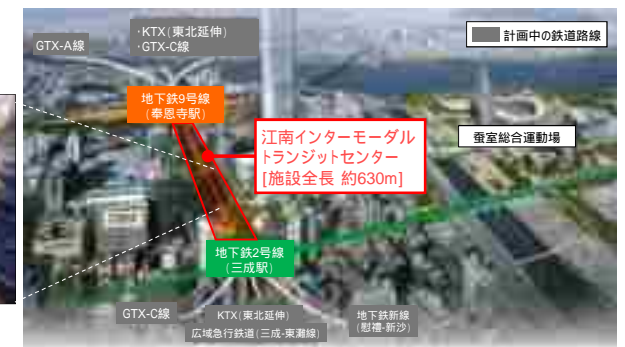 GTX-A線
·KTX(東北延伸)
·GTX-C線
計画中の鉄道路線
地下鉄9号線
(奉恩寺駅)
江南インターモーダル
トランジットセンター
[施設全長 約630m]
蚕室総合運動場
地下鉄2号線
(三成駅)
GTX-C線
KTX(東北延伸)
広域急行鉄道(三成-東灘線)
地下鉄新線
(慰禮-新沙)